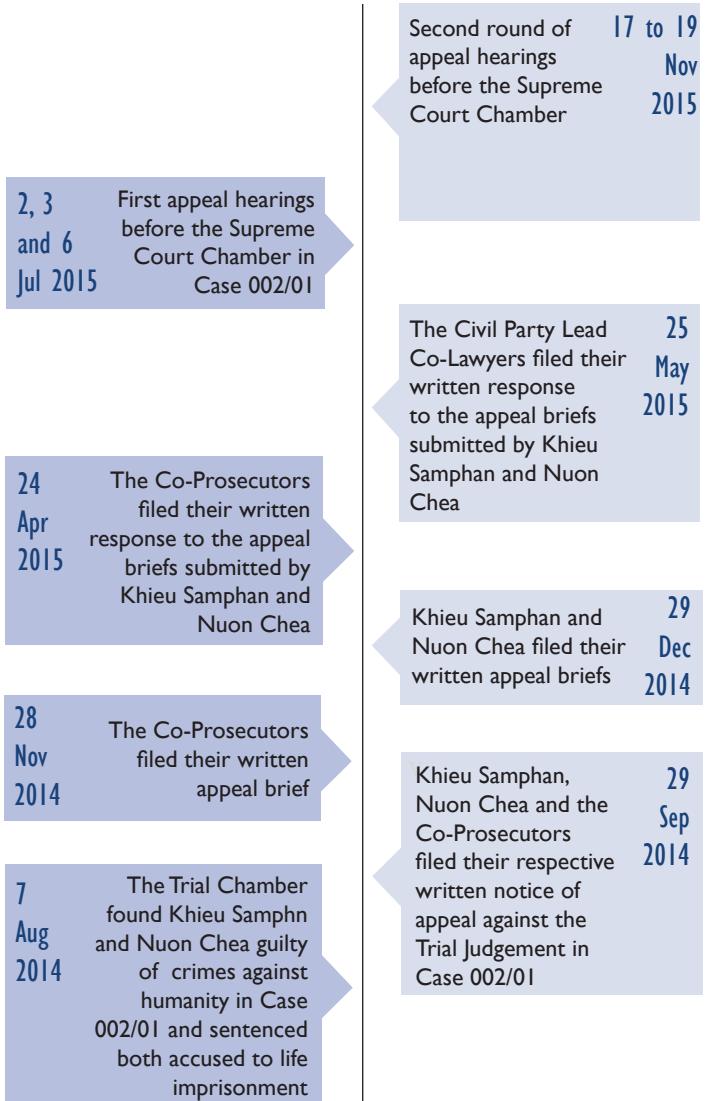 Second round of
appeal hearings
before the Supreme
Court Chamber
17 to 19
Nov
2015
2, 3
and 6
Jul 2015
First appeal hearings
before the Supreme
Court Chamber in
Case 002/01
The Civil Party Lead
Co-Lawyers filed their
written response
to the appeal briefs
submitted by Khieu
Samphan and Nuon
Chea
25
May
2015
24
Apr
2015
The Co-Prosecutors
filed their written
response to the appeal
briefs submitted by
Khieu Samphan and
Nuon Chea
Khieu Samphan and
Nuon Chea filed their
written appeal briefs
29
Dec
2014
28
Nov
2014
The Co-Prosecutors
filed their written
appeal brief
Khieu Samphan,
Nuon Chea and the
Co-Prosecutors
filed their respective
written notice of
appeal against the
Trial Judgement in
Case 002/01
29
Sep
2014
7
Aug
2014
The Trial Chamber
found Khieu Samphn
and Nuon Chea guilty
of crimes against
humanity in Case
002/01 and sentenced
both accused to life
imprisonment